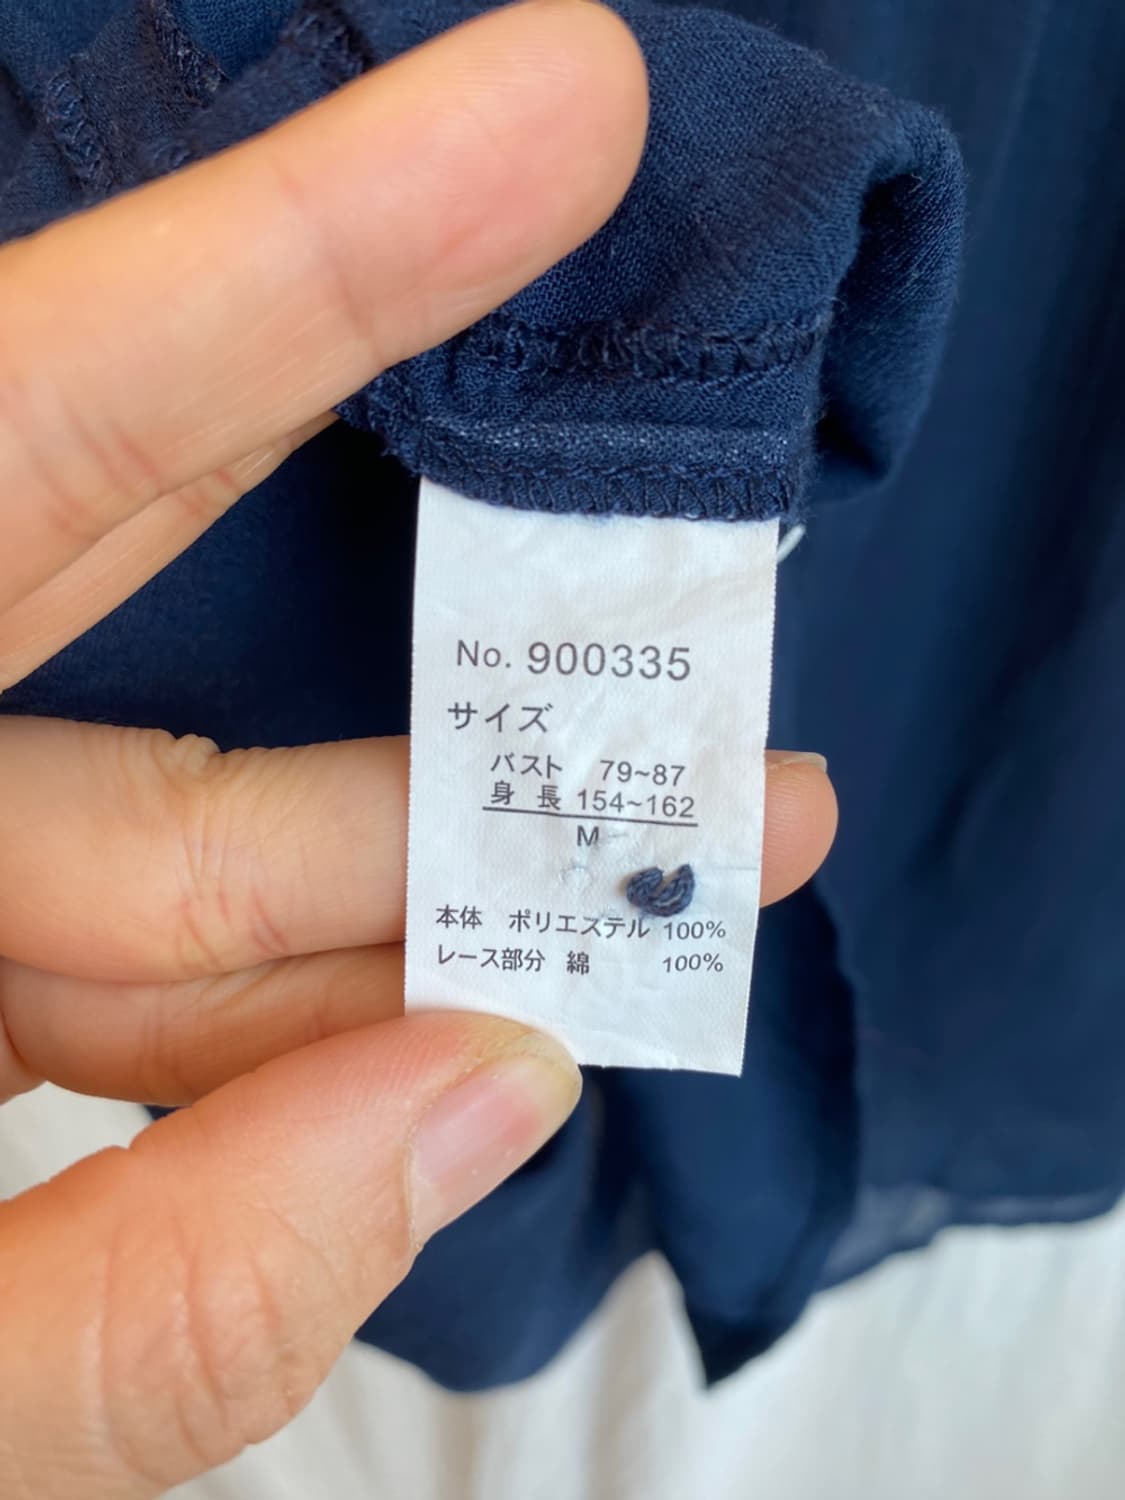 No. 900335
サイズ
バスト 79~87
身 長 154~162
M
本体 ポリエステル 100%
レース部分 綿 100%